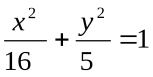 x²/16 + y²/5 = 1